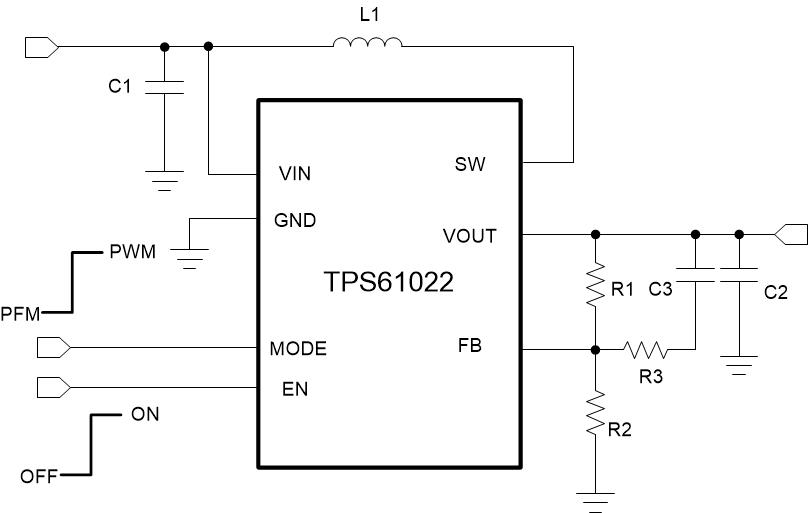 L1
C1
VIN
SW
GND
VOUT
PWM
TPS61022
R1
C3
C2
PFM
MODE
FB
R3
EN
ON
R2
OFF